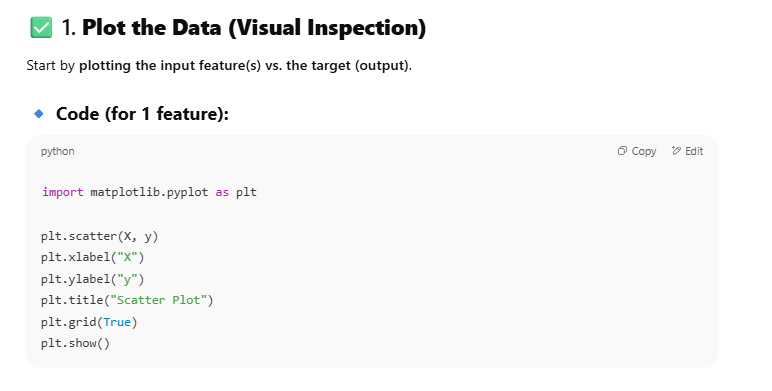 ✅ 1. Plot the Data (Visual Inspection)
Start by plotting the input feature(s) vs. the target (output).
🔹 Code (for 1 feature):
python Copy Edit
import matplotlib.pyplot as plt
plt.scatter(X, y)
plt.xlabel("X")
plt.ylabel("y")
plt.title("Scatter Plot")
plt.grid(True)
plt.show()